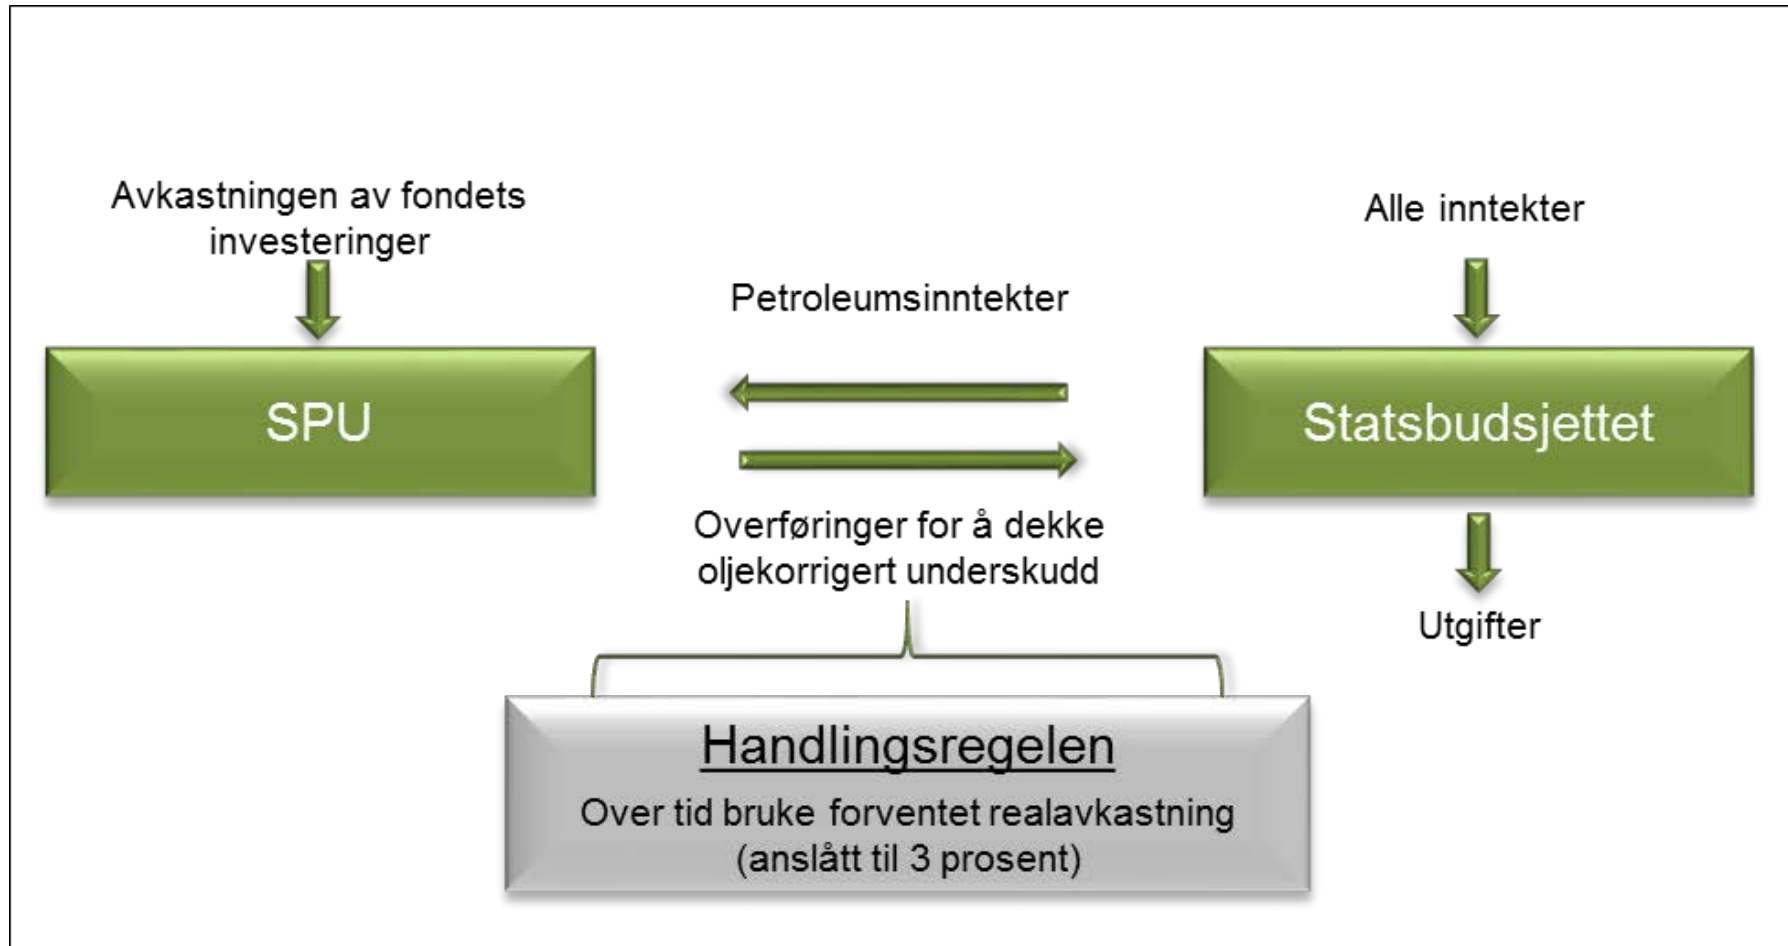 Avkastningen av fondets
investeringer
Alle inntekter
Petroleumsinntekter
SPU
Statsbudsjettet
Overføringer for å dekke
oljekorrigert underskudd
Utgifter
Handlingsregelen
Over tid bruke forventet realavkastning
(anslått til 3 prosent)